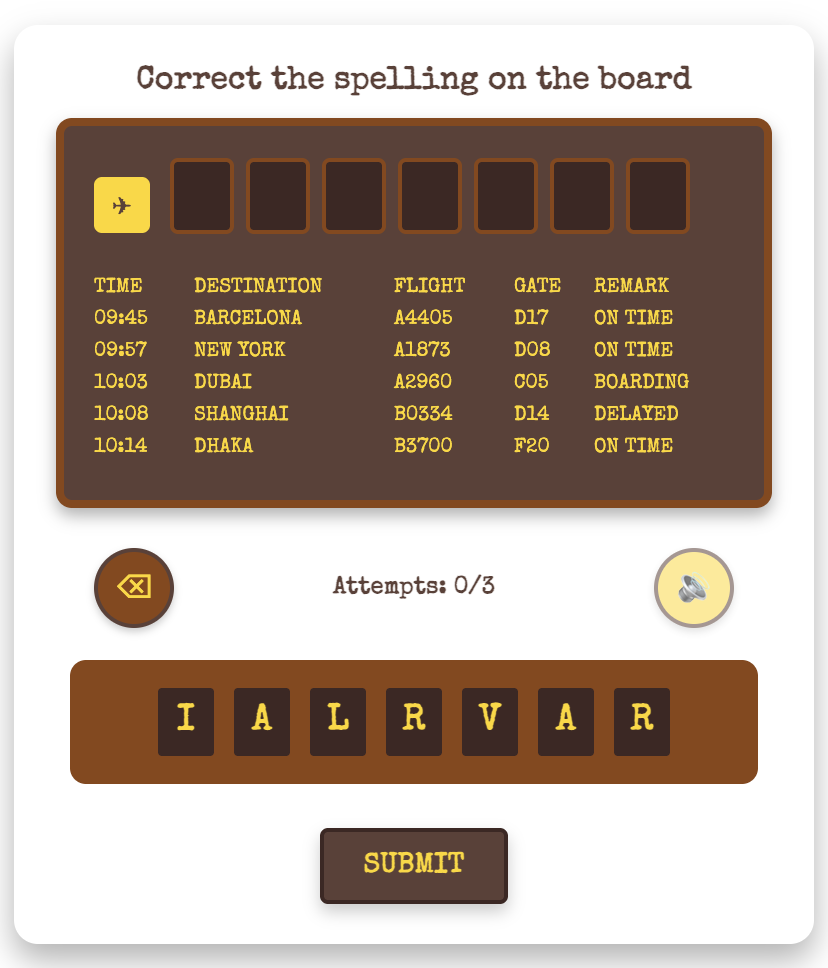 Correct the spelling on the board
TIME DESTINATION FLIGHT GATE REMARK
09:45 BARCELONA A4405 D17 ON TIME
09:57 NEW YORK A1873 D08 ON TIME
10:03 DUBAI A2960 C05 BOARDING
10:08 SHANGHAI B0334 D14 DELAYED
10:14 DHAKA B3700 F20 ON TIME
Attempts: 0/3
I A L R V A R
SUBMIT